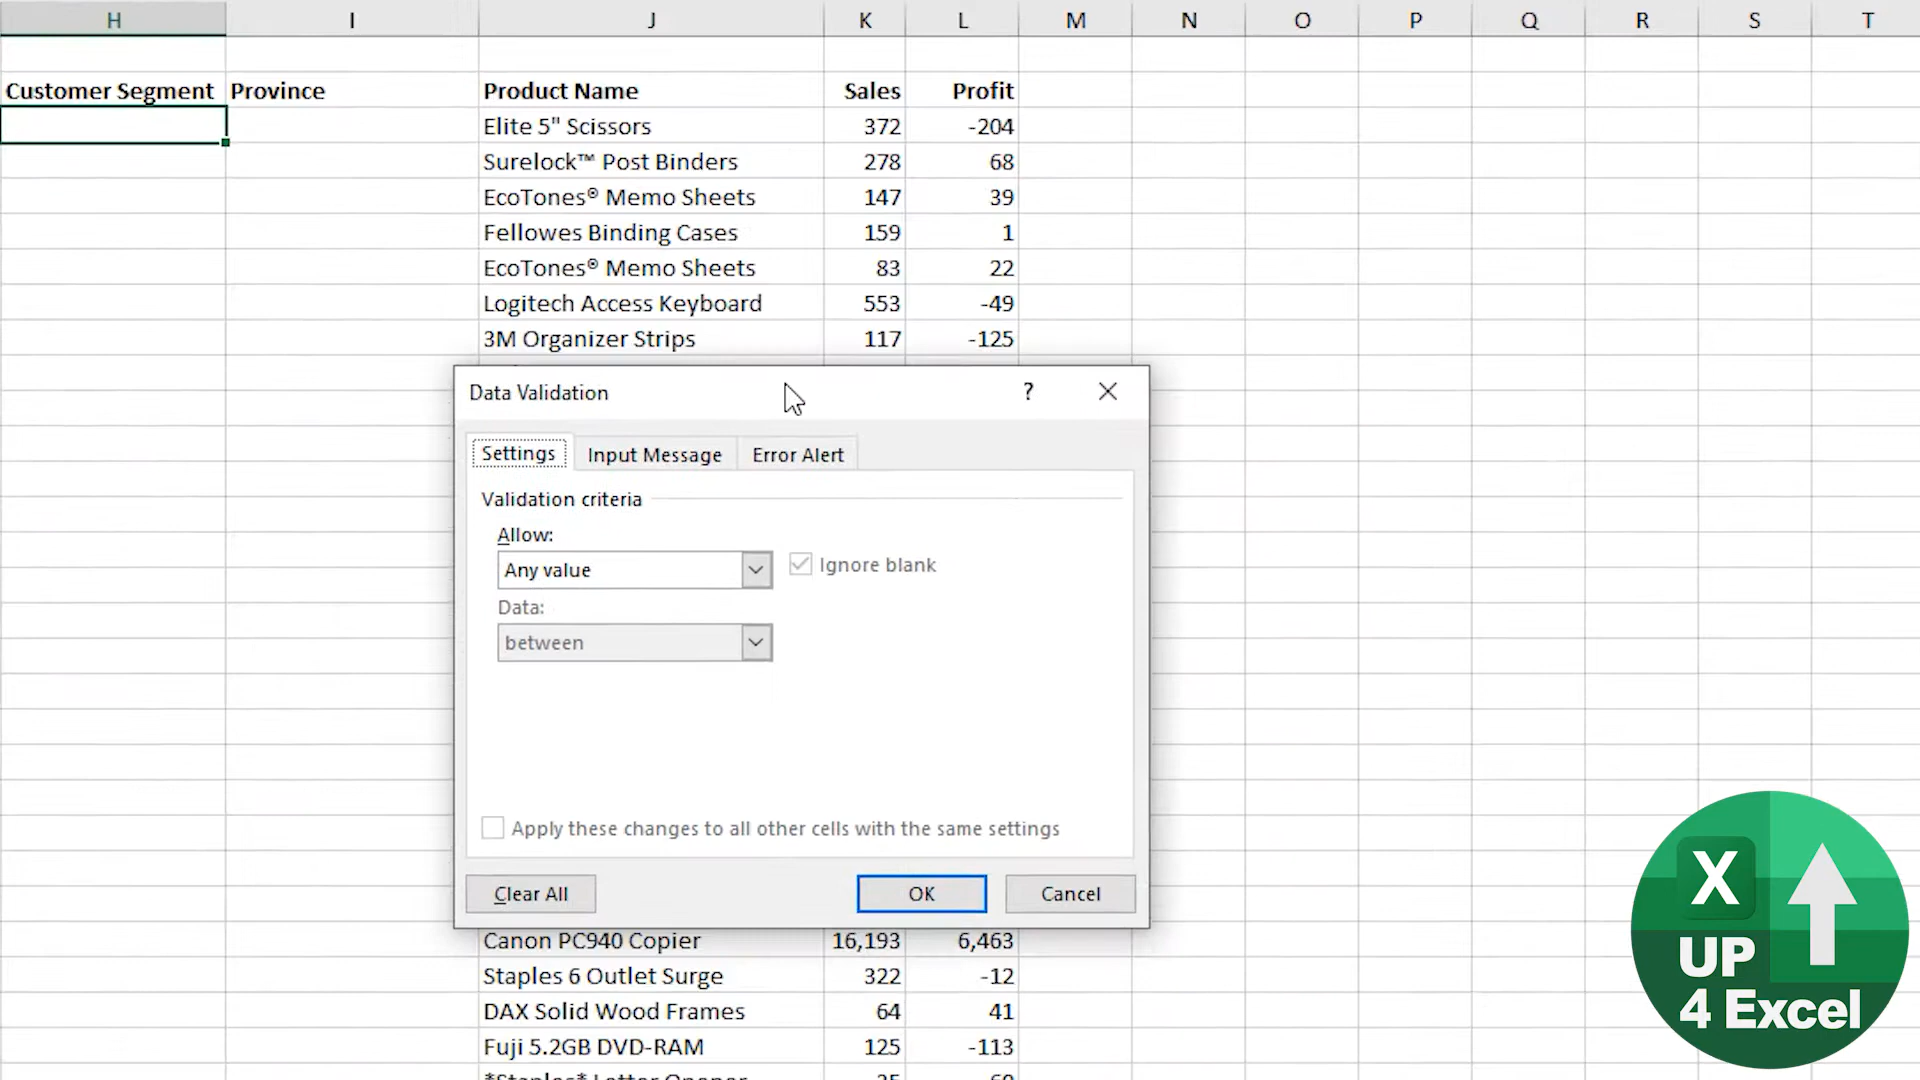 H I J K L M N O P Q R S T
Customer Segment Province Product Name Sales Profit
Elite 5" Scissors 372 -204
Surelock™ Post Binders 278 68
EcoTones® Memo Sheets 147 39
Fellowes Binding Cases 159 1
EcoTones® Memo Sheets 83 22
Logitech Access Keyboard 553 -49
3M Organizer Strips 117 -125
Data Validation ?
Settings Input Message Error Alert
Validation criteria
Allow:
Any value Ignore blank
Data:
between
Apply these changes to all other cells with the same settings
Clear All OK Cancel
Canon PC940 Copier 16,193 6,463
Staples 6 Outlet Surge 322 -12
DAX Solid Wood Frames 64 41
Fuji 5.2GB DVD-RAM 125 -113
X
UP
4 Excel